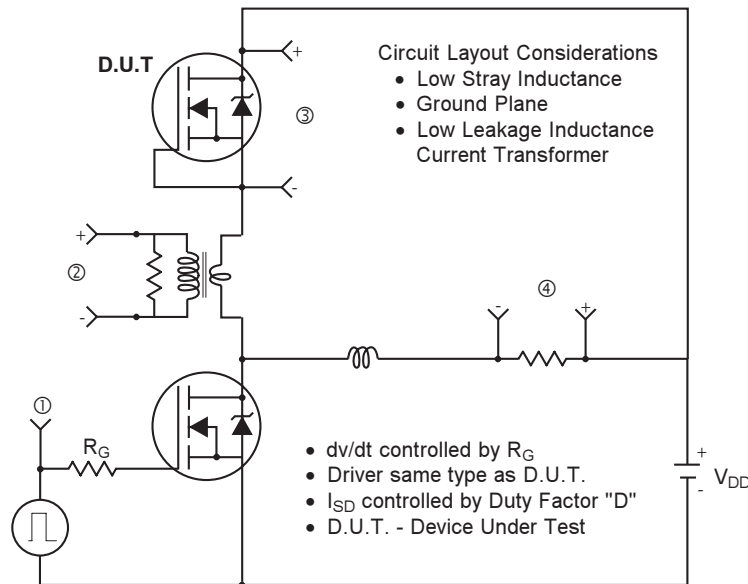 D.U.T
+
-
③
Circuit Layout Considerations
• Low Stray Inductance
• Ground Plane
• Low Leakage Inductance
Current Transformer
+
②
-
-
④
+
①
R_G
• dv/dt controlled by R_G
• Driver same type as D.U.T.
• I_SD controlled by Duty Factor "D"
• D.U.T. - Device Under Test
+
V_DD
-